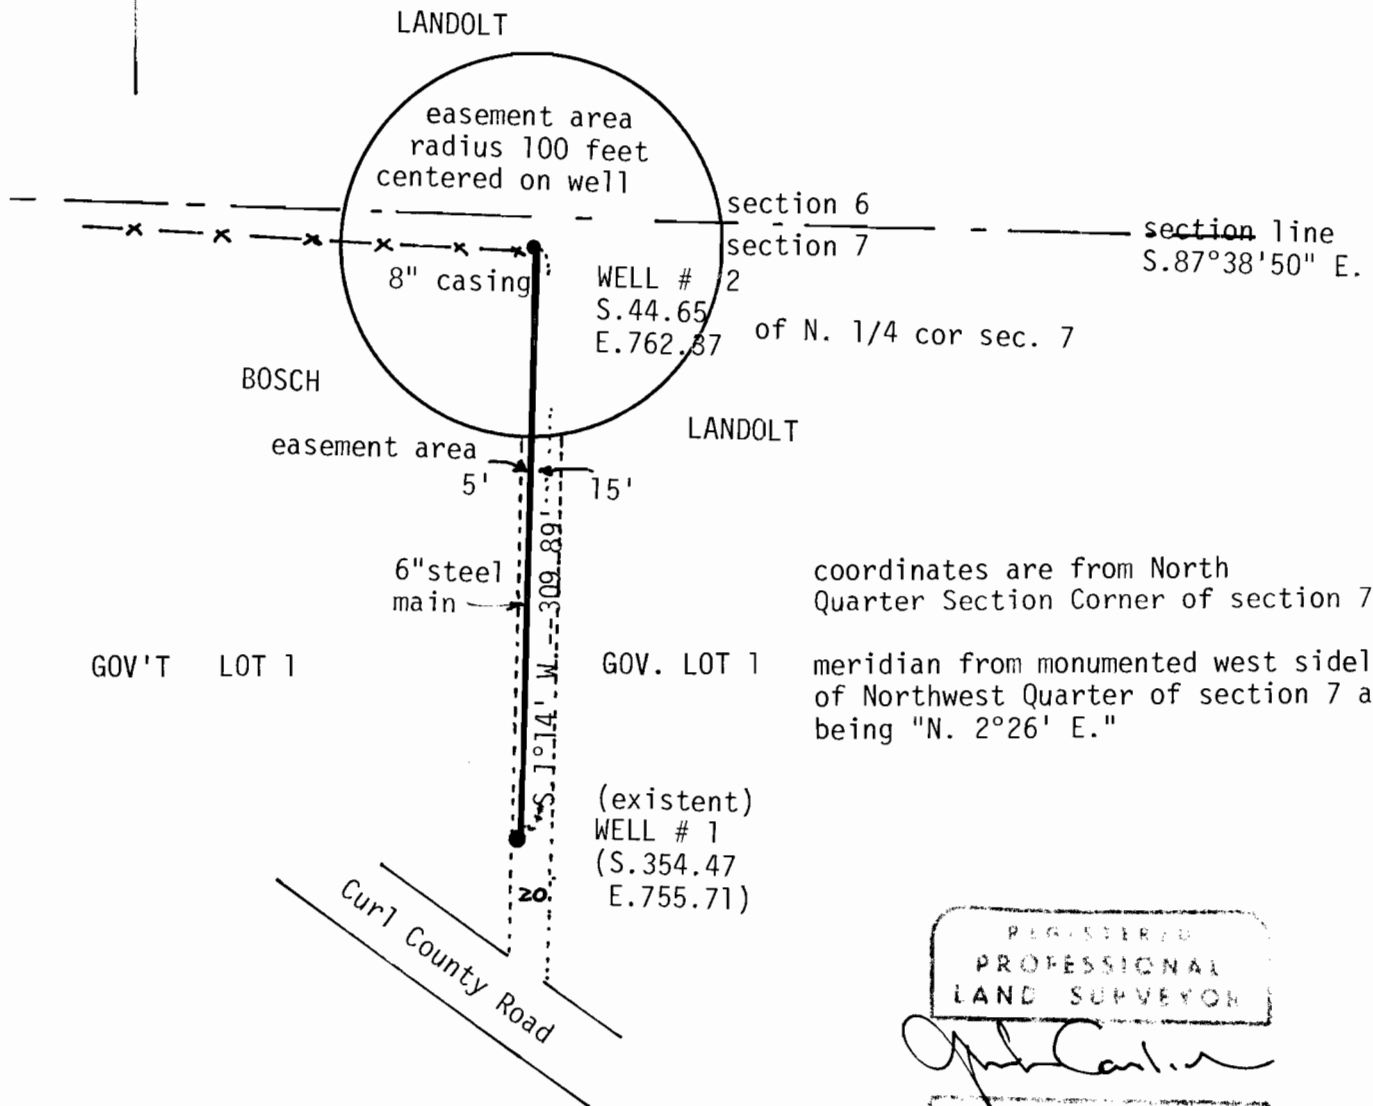 LANDOLT
easement area
radius 100 feet
centered on well
section 6
section 7
section line
S.87°38'50" E.
8" casing
WELL # 2
S.44.65
E.762.37
of N. 1/4 cor sec. 7
BOSCH
LANDOLT
easement area
5'
15'
6"steel
main
S.1°14' W.-309.89'
coordinates are from North
Quarter Section Corner of section 7
GOV'T LOT 1
GOV. LOT 1
meridian from monumented west sidel
of Northwest Quarter of section 7 a
being "N. 2°26' E."
(existent)
WELL # 1
(S.354.47
E.755.71)
20
Curl County Road
REGISTERED
PROFESSIONAL
LAND SURVEYOR